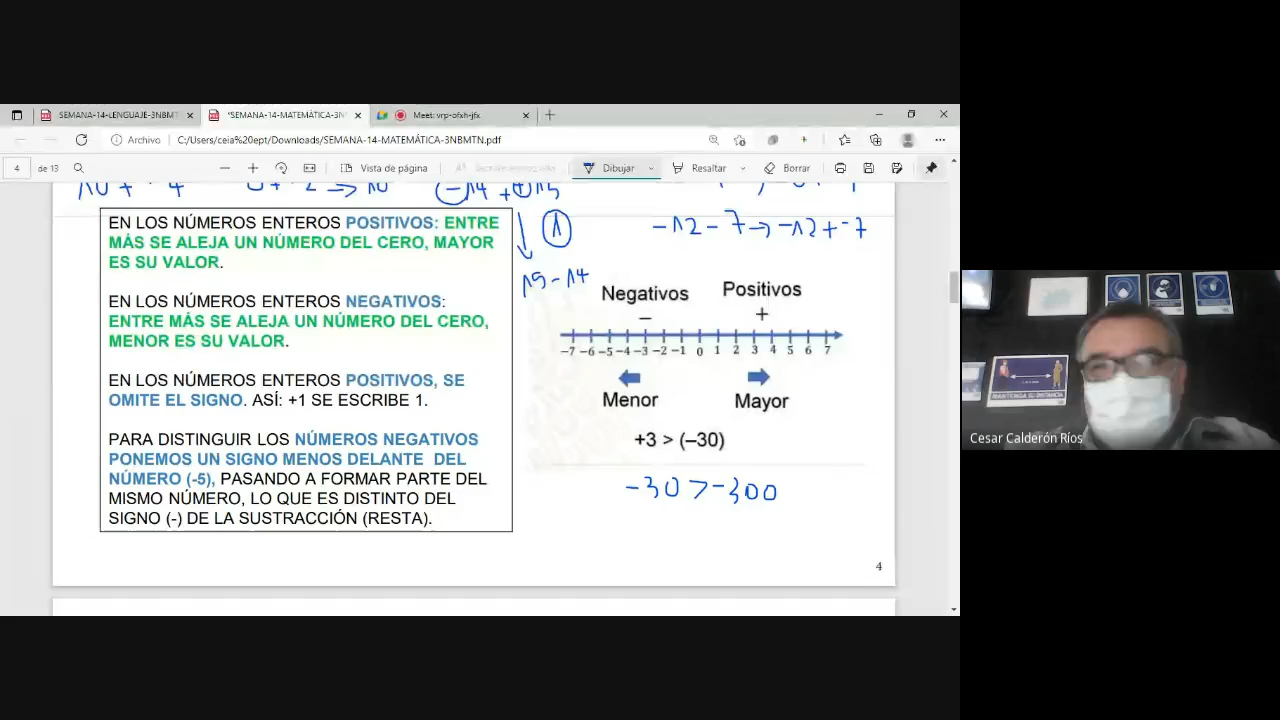 SEMANA-14-LENGUAJE-3NBMT
*SEMANA-14-MATEMÁTICA-3N
Meet: vrp-ofxh-jfx
Archivo
C:/Users/ceia%20ept/Downloads/SEMANA-14-MATEMÁTICA-3NBMTN.pdf
4 de 13
Vista de página
Dibujar
Resaltar
Borrar
-12 - 7 → -12 + -7
1
15 - 14
EN LOS NÚMEROS ENTEROS POSITIVOS: ENTRE
MÁS SE ALEJA UN NÚMERO DEL CERO, MAYOR
ES SU VALOR.
EN LOS NÚMEROS ENTEROS NEGATIVOS:
ENTRE MÁS SE ALEJA UN NÚMERO DEL CERO,
MENOR ES SU VALOR.
EN LOS NÚMEROS ENTEROS POSITIVOS, SE
OMITE EL SIGNO. ASÍ: +1 SE ESCRIBE 1.
PARA DISTINGUIR LOS NÚMEROS NEGATIVOS
PONEMOS UN SIGNO MENOS DELANTE DEL
NÚMERO (-5), PASANDO A FORMAR PARTE DEL
MISMO NÚMERO, LO QUE ES DISTINTO DEL
SIGNO (-) DE LA SUSTRACCIÓN (RESTA).
Negativos Positivos
– +
-7 -6 -5 -4 -3 -2 -1 0 1 2 3 4 5 6 7
Menor Mayor
+3 > (–30)
-30 > -300
4
MANTENGA SU DISTANCIA
Cesar Calderón Ríos